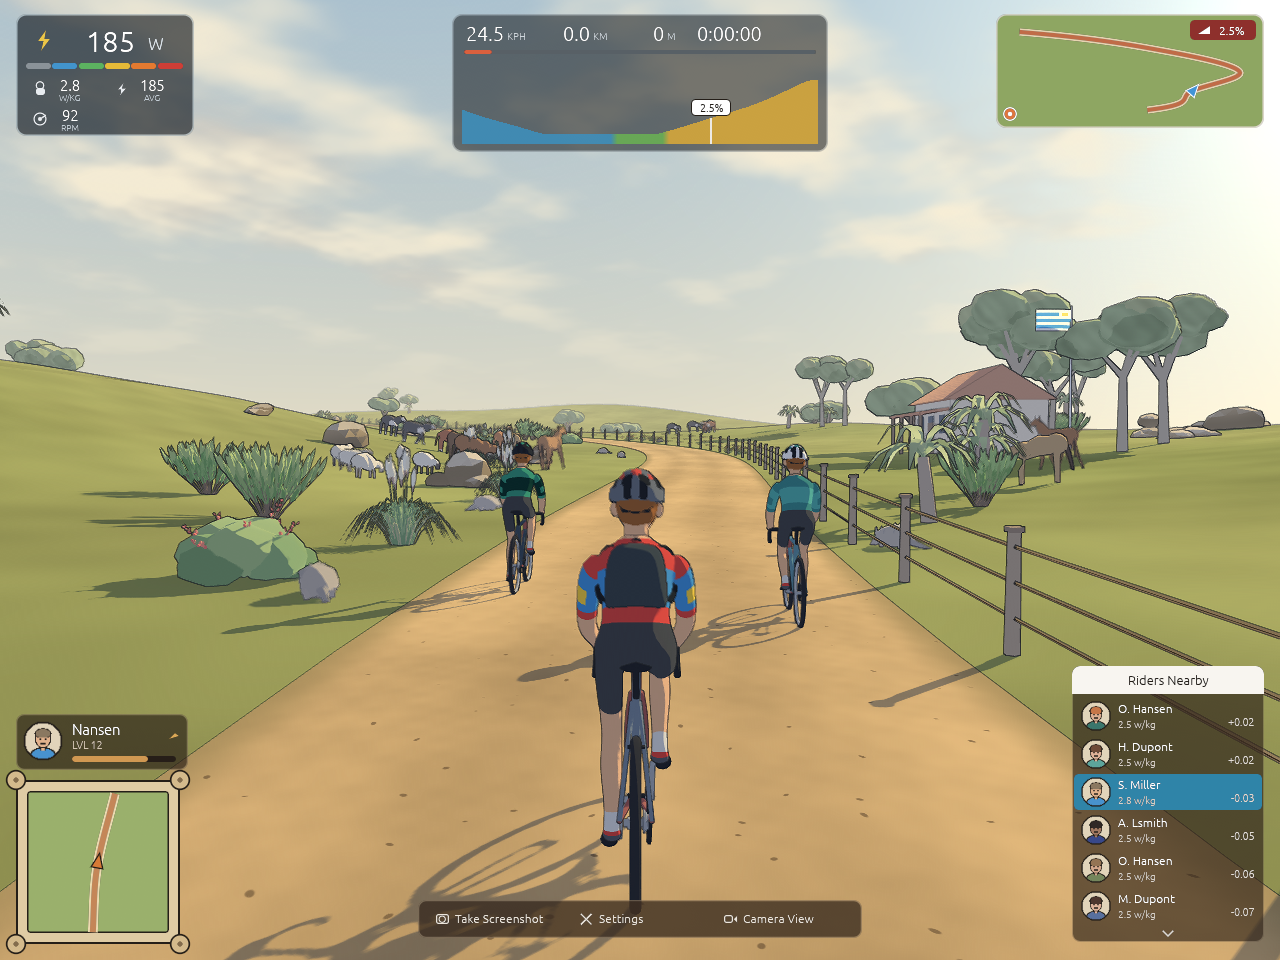 185 W
2.8
W/KG
185
AVG
92
RPM
24.5 KPH
0.0 KM
0 M
0:00:00
2.5%
2.5%
Nansen
LVL 12
Riders Nearby
O. Hansen
2.5 w/kg
+0.02
H. Dupont
2.5 w/kg
+0.02
S. Miller
2.8 w/kg
-0.03
A. Lsmith
2.5 w/kg
-0.05
O. Hansen
2.5 w/kg
-0.06
M. Dupont
2.5 w/kg
-0.07
Take Screenshot
Settings
Camera View